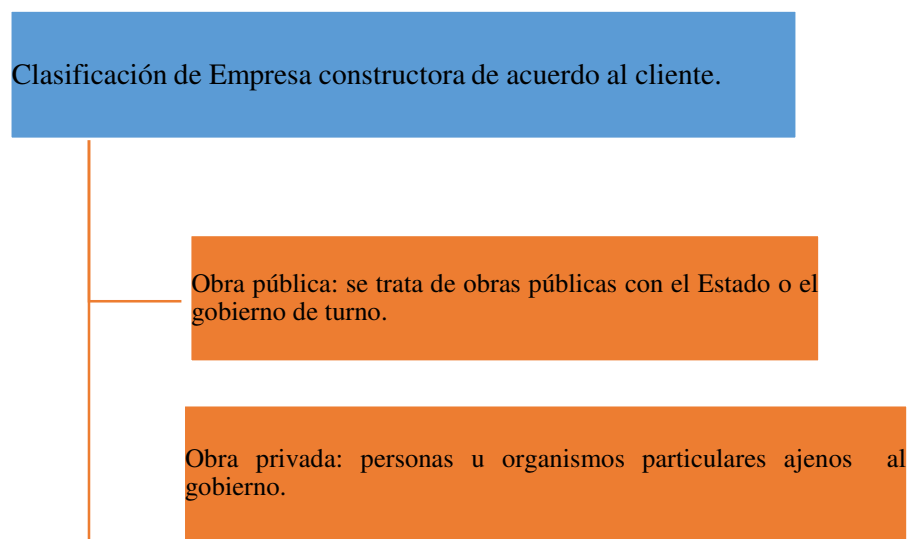 Clasificación de Empresa constructora de acuerdo al cliente.
Obra pública: se trata de obras públicas con el Estado o el
gobierno de turno.
Obra privada: personas u organismos particulares ajenos al
gobierno.